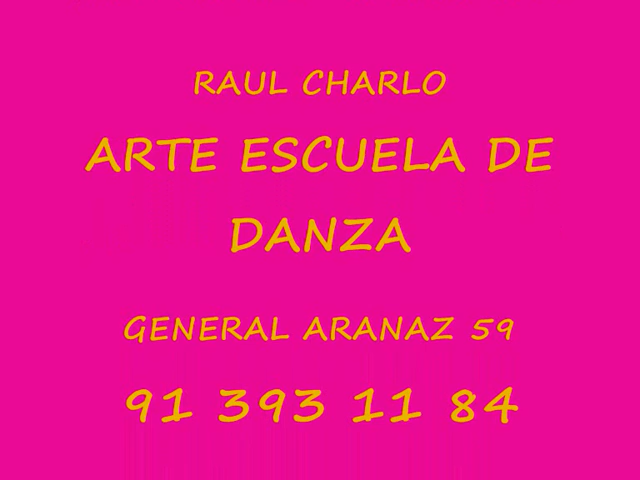 RAUL CHARLO
ARTE ESCUELA DE
DANZA
GENERAL ARANAZ 59
91 393 11 84